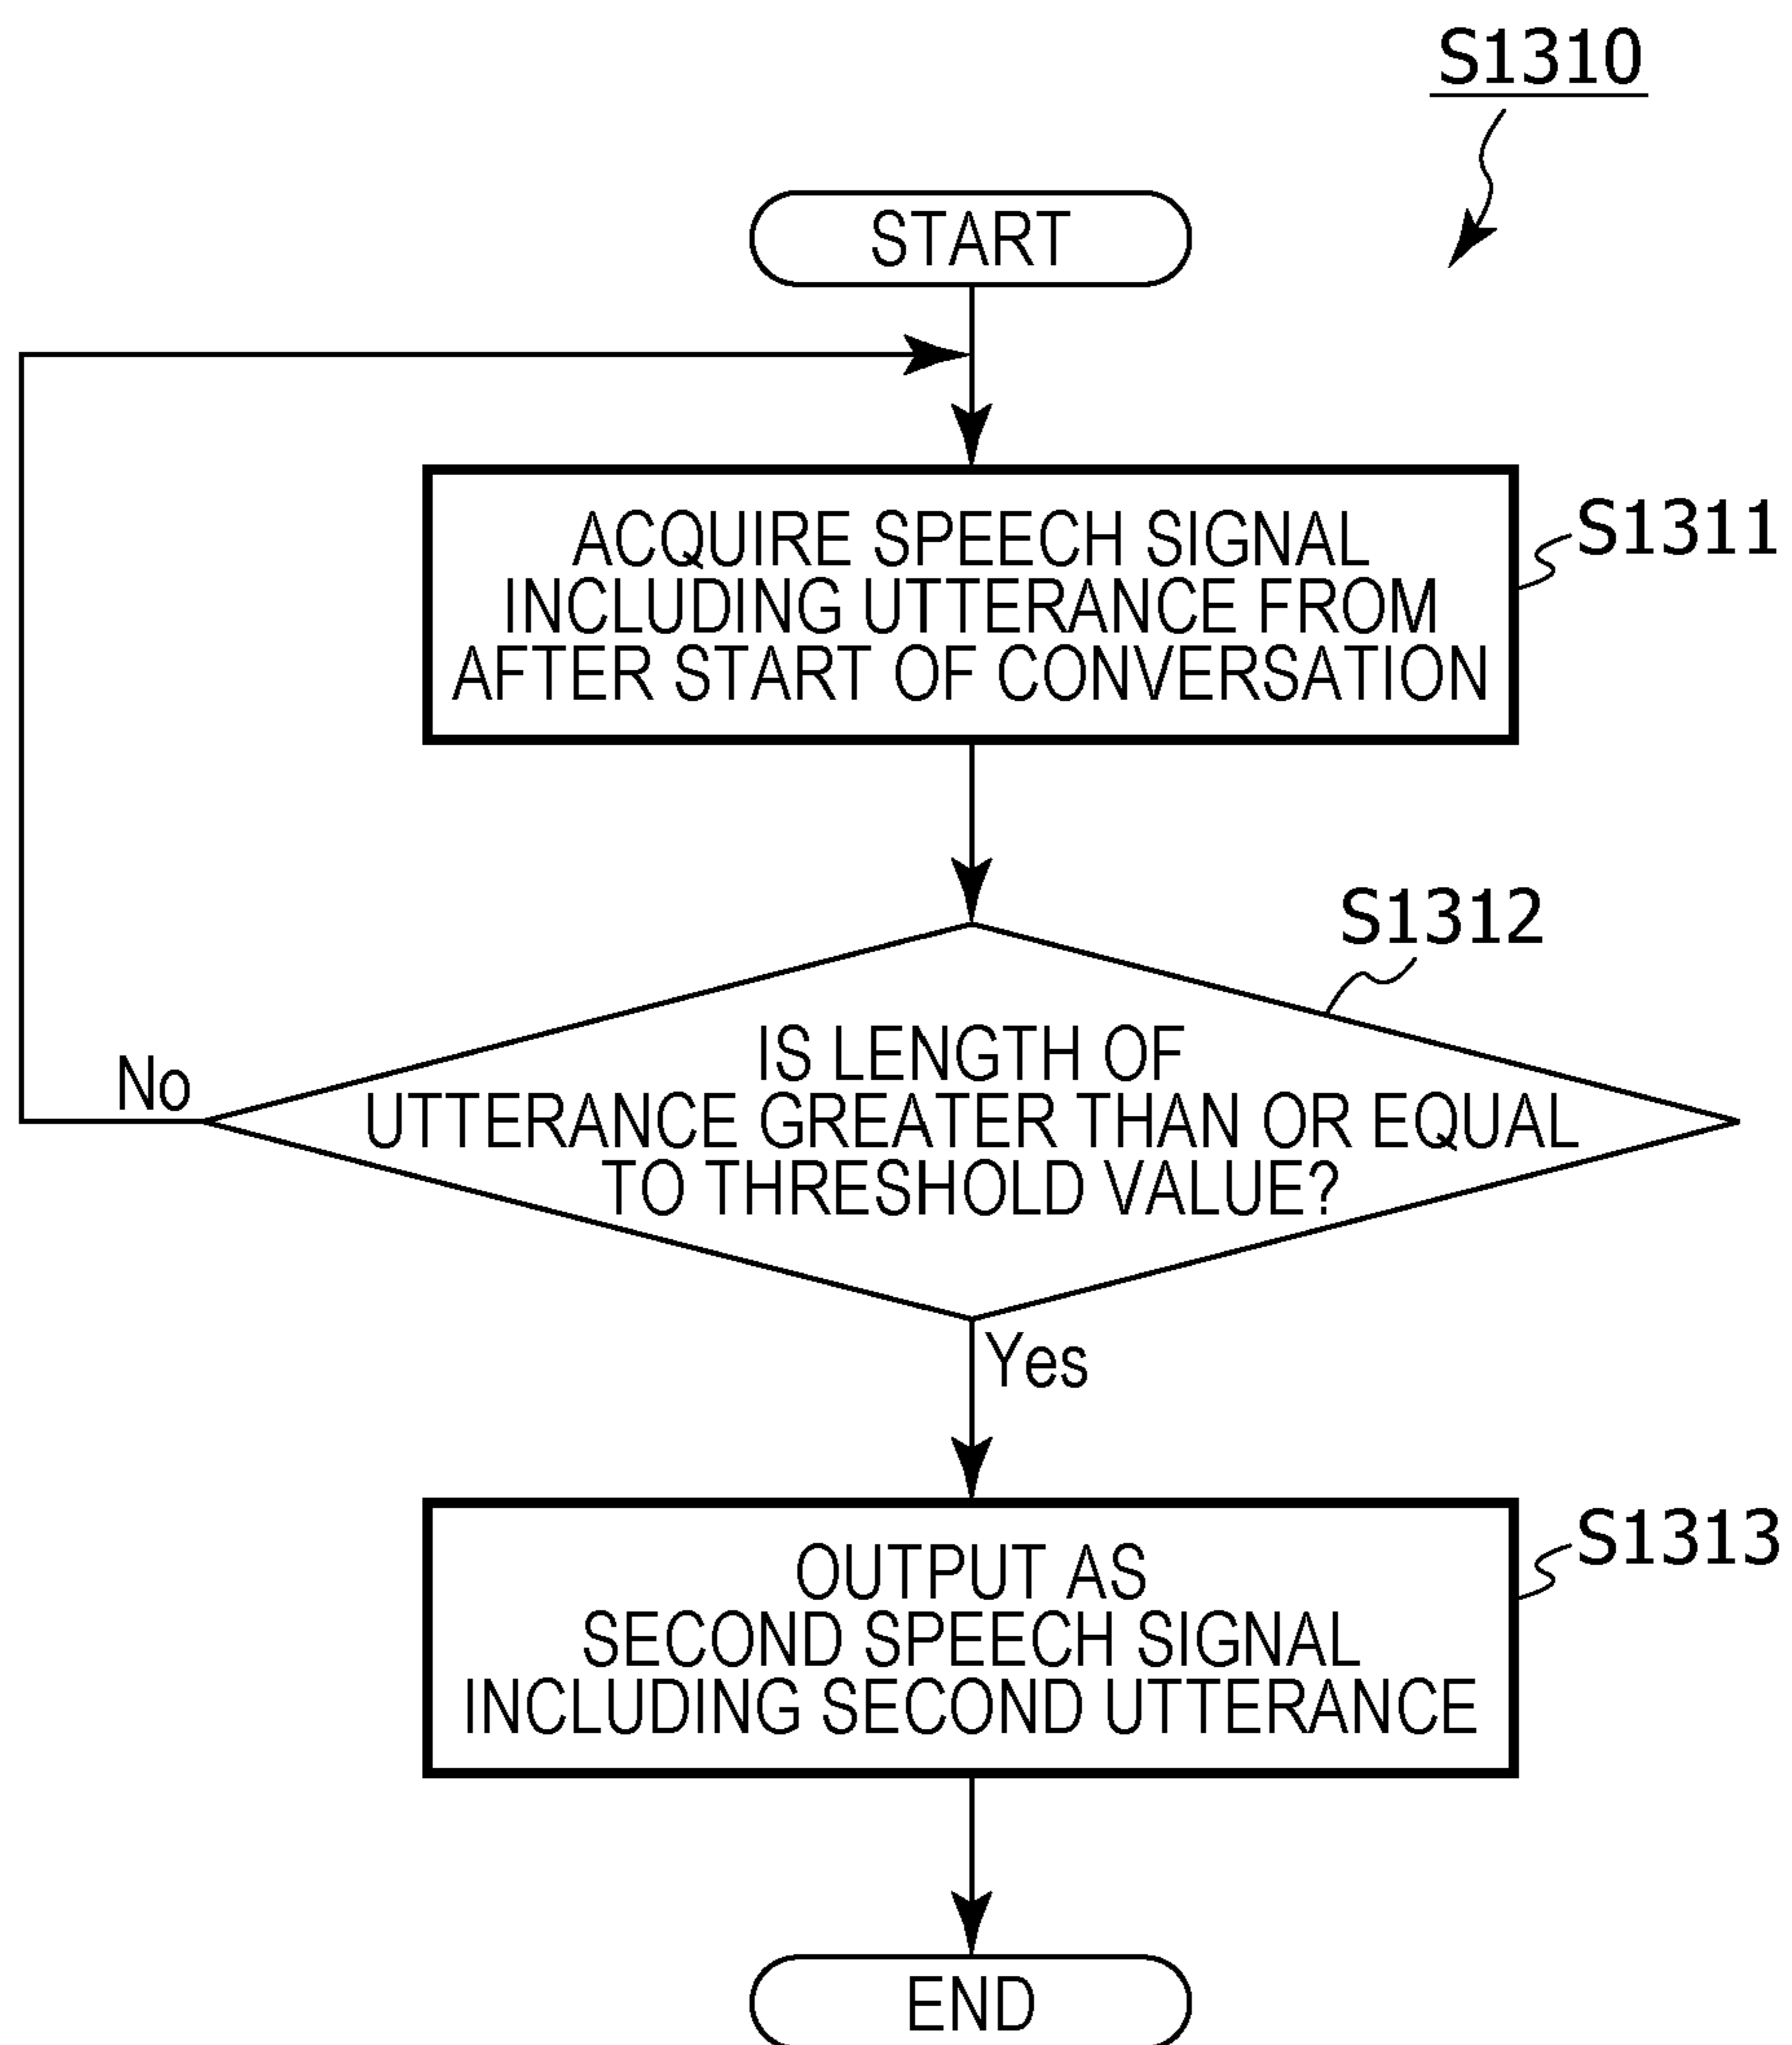 S1310
START
ACQUIRE SPEECH SIGNAL
INCLUDING UTTERANCE FROM
AFTER START OF CONVERSATION
S1311
S1312
IS LENGTH OF
UTTERANCE GREATER THAN OR EQUAL
TO THRESHOLD VALUE?
No
Yes
OUTPUT AS
SECOND SPEECH SIGNAL
INCLUDING SECOND UTTERANCE
S1313
END